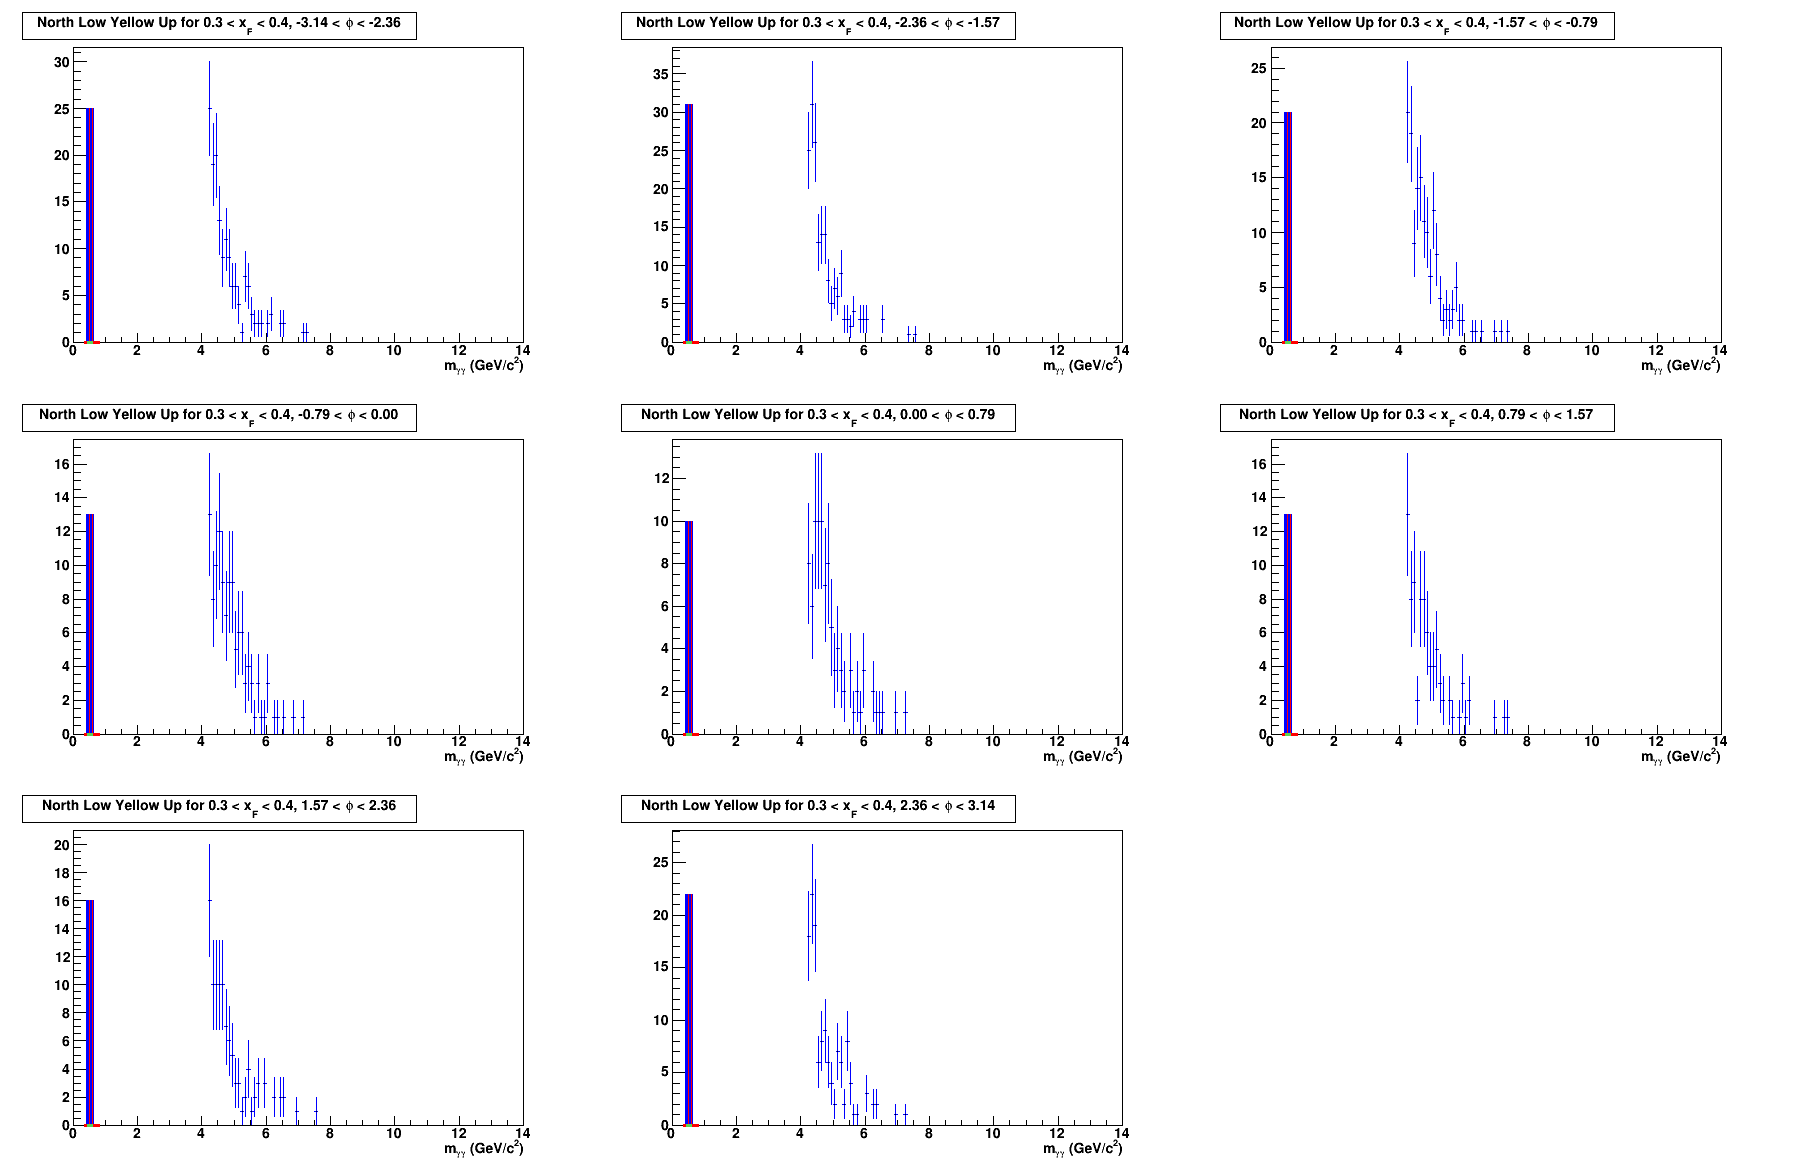 North Low Yellow Up for 0.3 < x_F < 0.4, -3.14 < ϕ < -2.36
30
25
20
15
10
5
0
0 2 4 6 8 10 12 14
m_γγ (GeV/c²)
North Low Yellow Up for 0.3 < x_F < 0.4, -2.36 < ϕ < -1.57
35
30
25
20
15
10
5
0
0 2 4 6 8 10 12 14
m_γγ (GeV/c²)
North Low Yellow Up for 0.3 < x_F < 0.4, -1.57 < ϕ < -0.79
25
20
15
10
5
0
0 2 4 6 8 10 12 14
m_γγ (GeV/c²)
North Low Yellow Up for 0.3 < x_F < 0.4, -0.79 < ϕ < 0.00
16
14
12
10
8
6
4
2
0
0 2 4 6 8 10 12 14
m_γγ (GeV/c²)
North Low Yellow Up for 0.3 < x_F < 0.4, 0.00 < ϕ < 0.79
12
10
8
6
4
2
0
0 2 4 6 8 10 12 14
m_γγ (GeV/c²)
North Low Yellow Up for 0.3 < x_F < 0.4, 0.79 < ϕ < 1.57
16
14
12
10
8
6
4
2
0
0 2 4 6 8 10 12 14
m_γγ (GeV/c²)
North Low Yellow Up for 0.3 < x_F < 0.4, 1.57 < ϕ < 2.36
20
18
16
14
12
10
8
6
4
2
0
0 2 4 6 8 10 12 14
m_γγ (GeV/c²)
North Low Yellow Up for 0.3 < x_F < 0.4, 2.36 < ϕ < 3.14
25
20
15
10
5
0
0 2 4 6 8 10 12 14
m_γγ (GeV/c²)